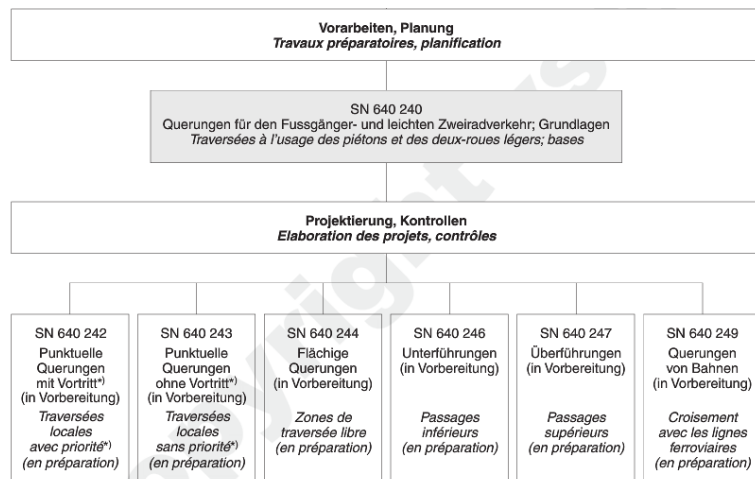 Vorarbeiten, Planung
Travaux préparatoires, planification
SN 640 240
Querungen für den Fussgänger- und leichten Zweiradverkehr; Grundlagen
Traversées à l'usage des piétons et des deux-roues légers; bases
Projektierung, Kontrollen
Elaboration des projets, contrôles
SN 640 242
Punktuelle
Querungen
mit Vortritt*)
(in Vorbereitung)
Traversées
locales
avec priorité*)
(en préparation)
SN 640 243
Punktuelle
Querungen
ohne Vortritt*)
(in Vorbereitung)
Traversées
locales
sans priorité*)
(en préparation)
SN 640 244
Flächige
Querungen
(in Vorbereitung)
Zones de
traversée libre
(en préparation)
SN 640 246
Unterführungen
(in Vorbereitung)
Passages
inférieurs
(en préparation)
SN 640 247
Überführungen
(in Vorbereitung)
Passages
supérieurs
(en préparation)
SN 640 249
Querungen
von Bahnen
(in Vorbereitung)
Croisement
avec les lignes
ferroviaires
(en préparation)